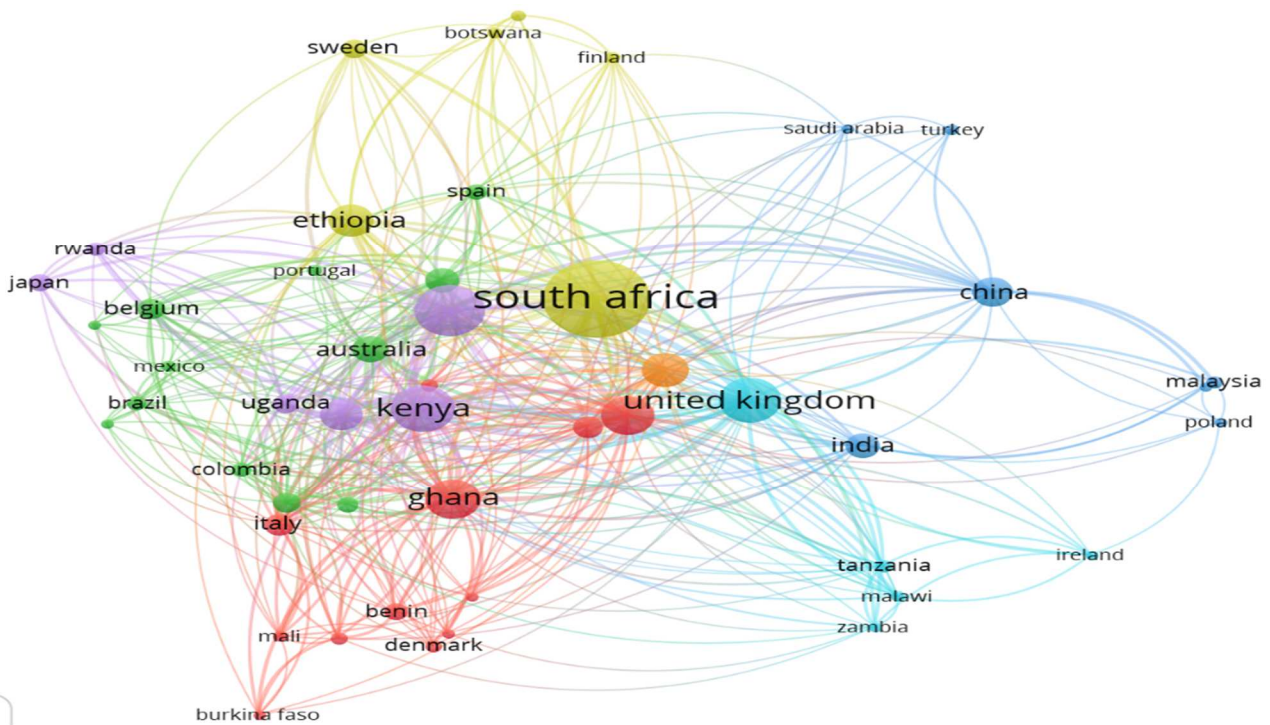 sweden
botswana
finland
saudi arabia
turkey
spain
ethiopia
rwanda
portugal
japan
south africa
china
belgium
australia
mexico
malaysia
brazil
uganda
kenya
united kingdom
poland
india
colombia
ghana
italy
ireland
tanzania
malawi
benin
zambia
mali
denmark
burkina faso